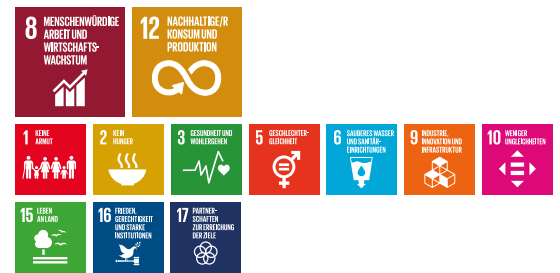 8 MENSCHENWÜRDIGE
ARBEIT UND
WIRTSCHAFTS-
WACHSTUM
12 NACHHALTIGE/R
KONSUM UND
PRODUKTION
1 KEINE
ARMUT
2 KEIN
HUNGER
3 GESUNDHEIT UND
WOHLERGEHEN
5 GESCHLECHTER-
GLEICHHEIT
6 SAUBERES WASSER
UND SANITÄR-
EINRICHTUNGEN
9 INDUSTRIE,
INNOVATION UND
INFRASTRUKTUR
10 WENIGER
UNGLEICHHEITEN
15 LEBEN
AN LAND
16 FRIEDEN,
GERECHTIGKEIT
UND STARKE
INSTITUTIONEN
17 PARTNER-
SCHAFTEN
ZUR ERREICHUNG
DER ZIELE